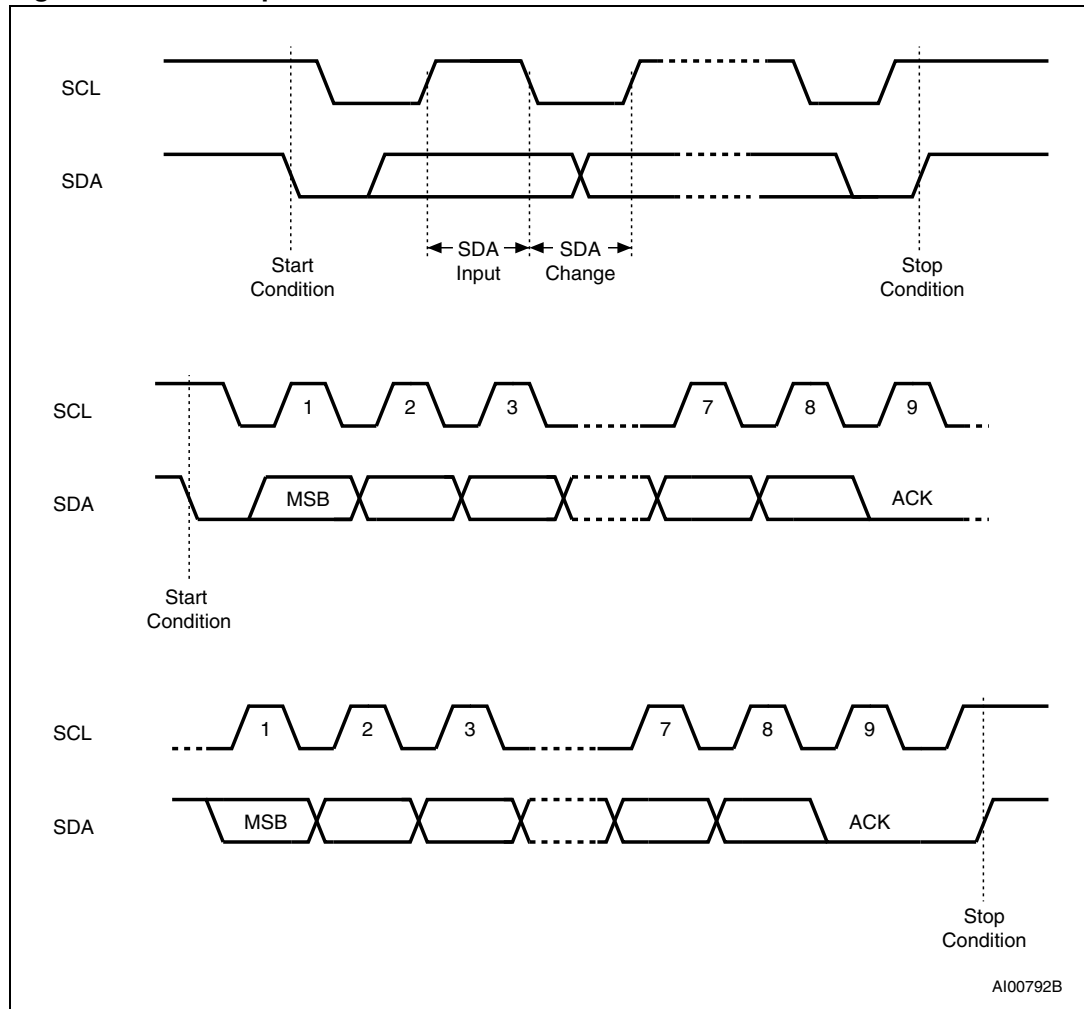 SCL
SDA
SDA Input
SDA Change
Start Condition
Stop Condition
SCL
1 2 3 7 8 9
SDA
MSB ACK
Start Condition
SCL
1 2 3 7 8 9
SDA
MSB ACK
Stop Condition
AI00792B